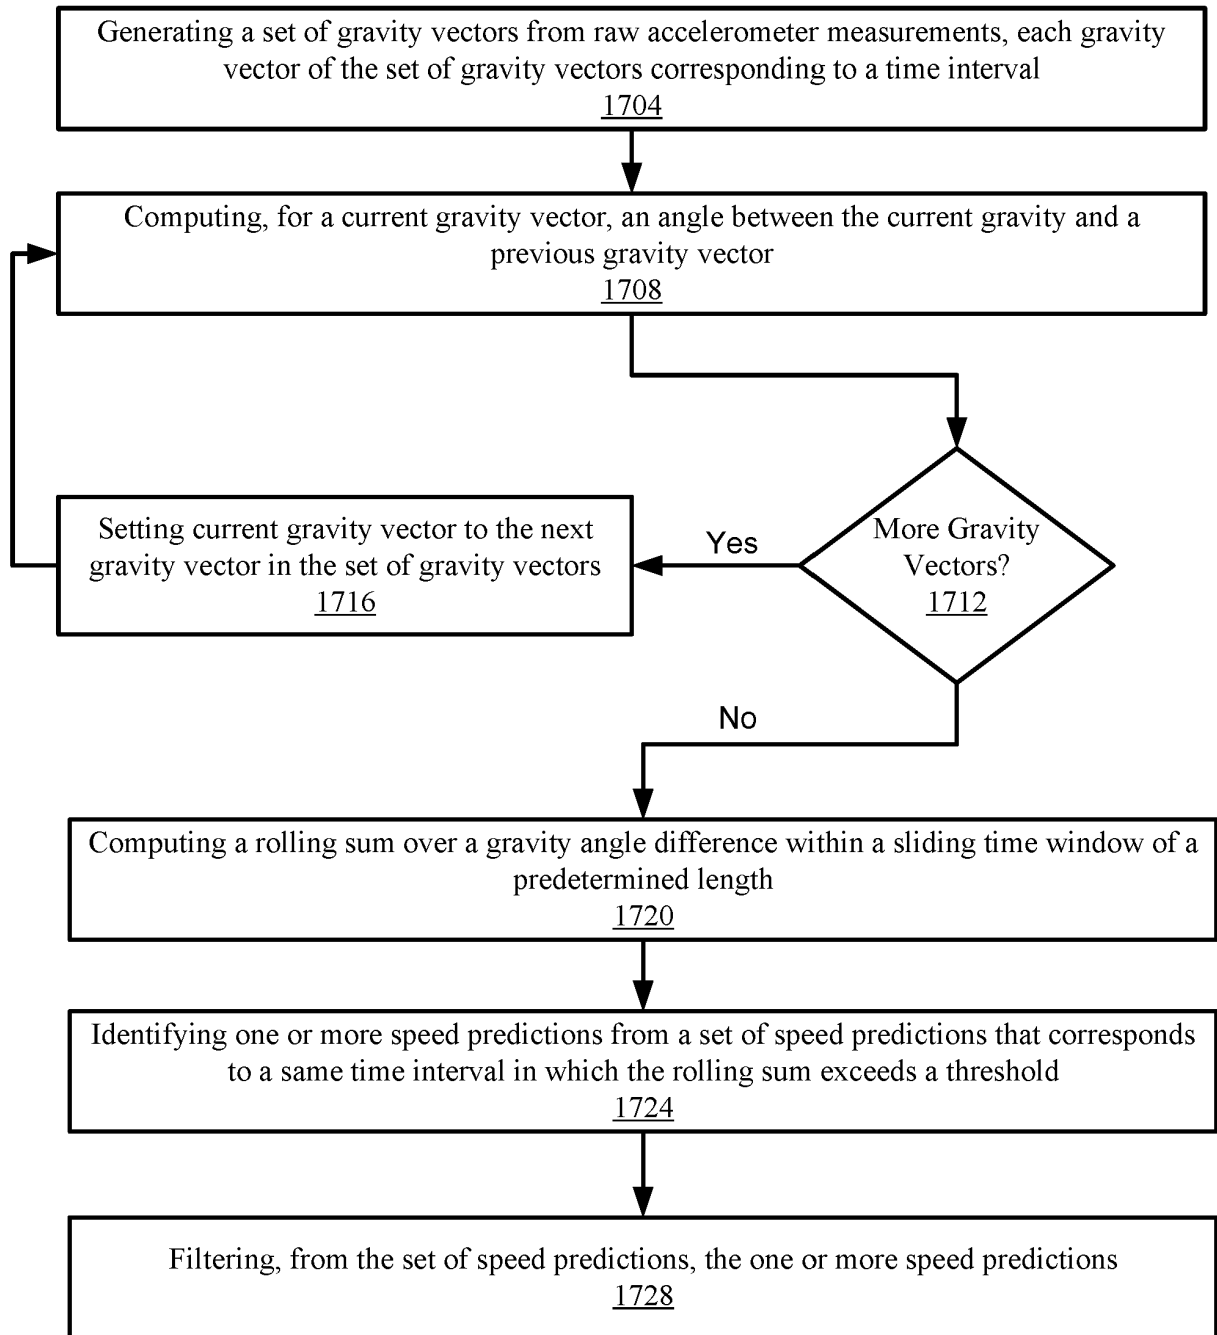 Generating a set of gravity vectors from raw accelerometer measurements, each gravity
vector of the set of gravity vectors corresponding to a time interval
1704
Computing, for a current gravity vector, an angle between the current gravity and a
previous gravity vector
1708
More Gravity
Vectors?
1712
Yes
Setting current gravity vector to the next
gravity vector in the set of gravity vectors
1716
No
Computing a rolling sum over a gravity angle difference within a sliding time window of a
predetermined length
1720
Identifying one or more speed predictions from a set of speed predictions that corresponds
to a same time interval in which the rolling sum exceeds a threshold
1724
Filtering, from the set of speed predictions, the one or more speed predictions
1728